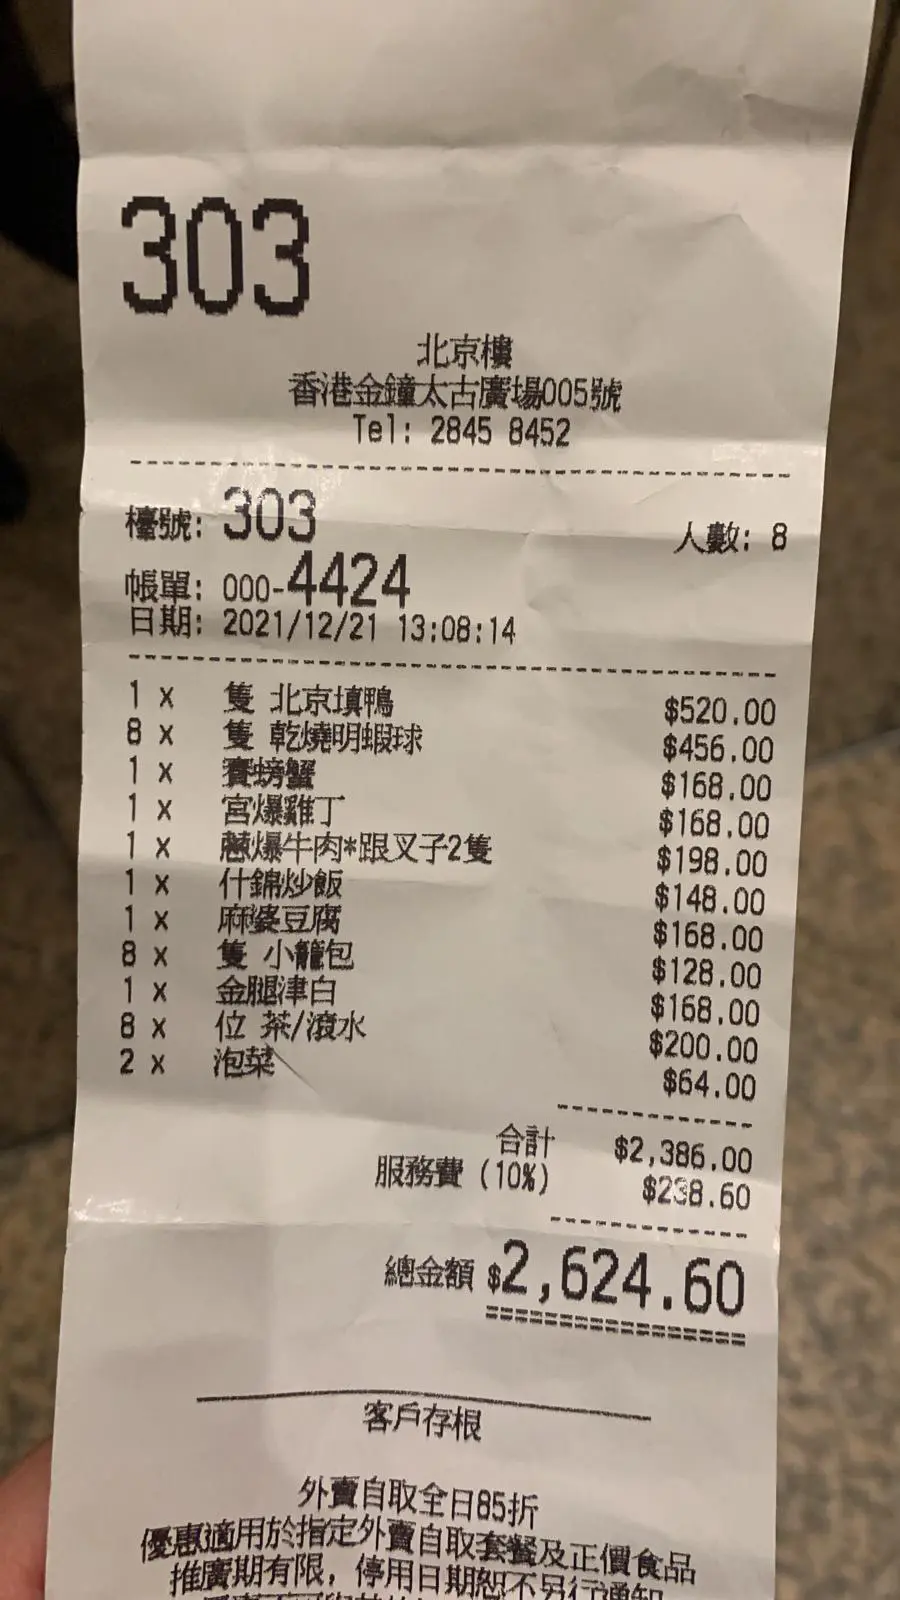 303
北京樓
香港金鐘太古廣場005號
Tel: 2845 8452
檯號: 303 人數: 8
帳單: 000-4424
日期: 2021/12/21 13:08:14
1 x 隻 北京填鴨 $520.00
8 x 隻 乾燒明蝦球 $456.00
1 x 賽螃蟹 $168.00
1 x 宮爆雞丁 $168.00
1 x 蔥爆牛肉*跟叉子2隻 $198.00
1 x 什錦炒飯 $148.00
1 x 麻婆豆腐 $168.00
8 x 隻 小籠包 $128.00
1 x 金腿津白 $168.00
8 x 位 茶/滾水 $200.00
2 x 泡菜 $64.00
合計 $2,386.00
服務費 (10%) $238.60
總金額 $2,624.60
客戶存根
外賣自取全日85折
優惠適用於指定外賣自取套餐及正價食品
推廣期有限, 停用日期恕不另行通知